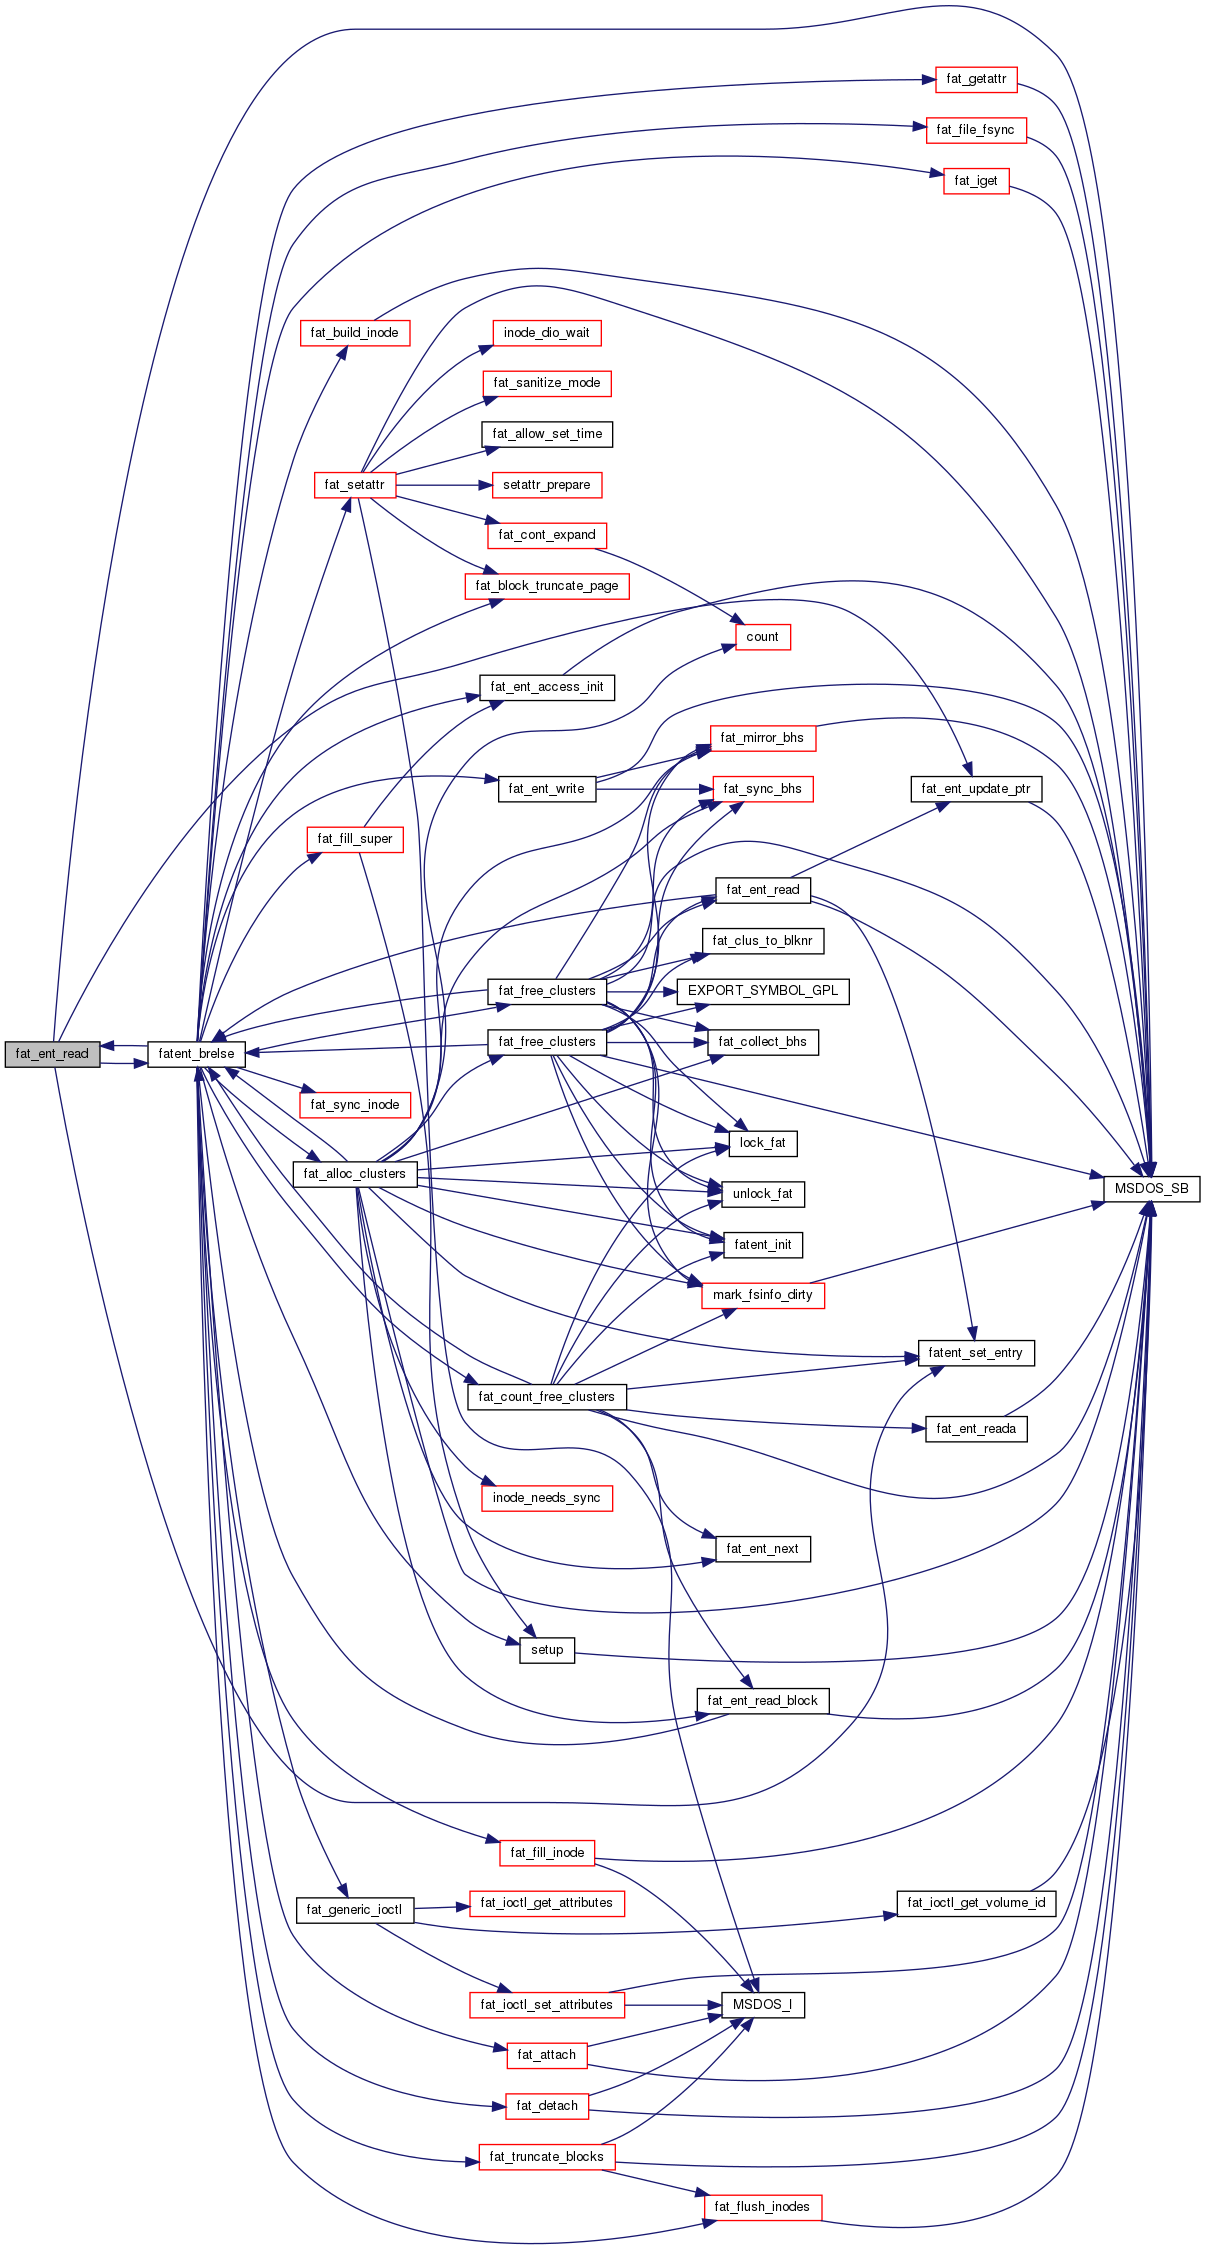 fat_getattr
fat_file_fsync
fat_iget
fat_build_inode
inode_dio_wait
fat_sanitize_mode
fat_allow_set_time
fat_setattr
setattr_prepare
fat_cont_expand
fat_block_truncate_page
count
fat_ent_access_init
fat_mirror_bhs
fat_ent_write
fat_sync_bhs
fat_ent_update_ptr
fat_fill_super
fat_ent_read
fat_clus_to_blknr
fat_free_clusters
EXPORT_SYMBOL_GPL
fat_free_clusters
fat_collect_bhs
fat_ent_read
fatent_brelse
fat_sync_inode
lock_fat
fat_alloc_clusters
unlock_fat
MSDOS_SB
fatent_init
mark_fsinfo_dirty
fatent_set_entry
fat_count_free_clusters
fat_ent_reada
inode_needs_sync
fat_ent_next
setup
fat_ent_read_block
fat_fill_inode
fat_generic_ioctl
fat_ioctl_get_attributes
fat_ioctl_get_volume_id
fat_ioctl_set_attributes
MSDOS_I
fat_attach
fat_detach
fat_truncate_blocks
fat_flush_inodes